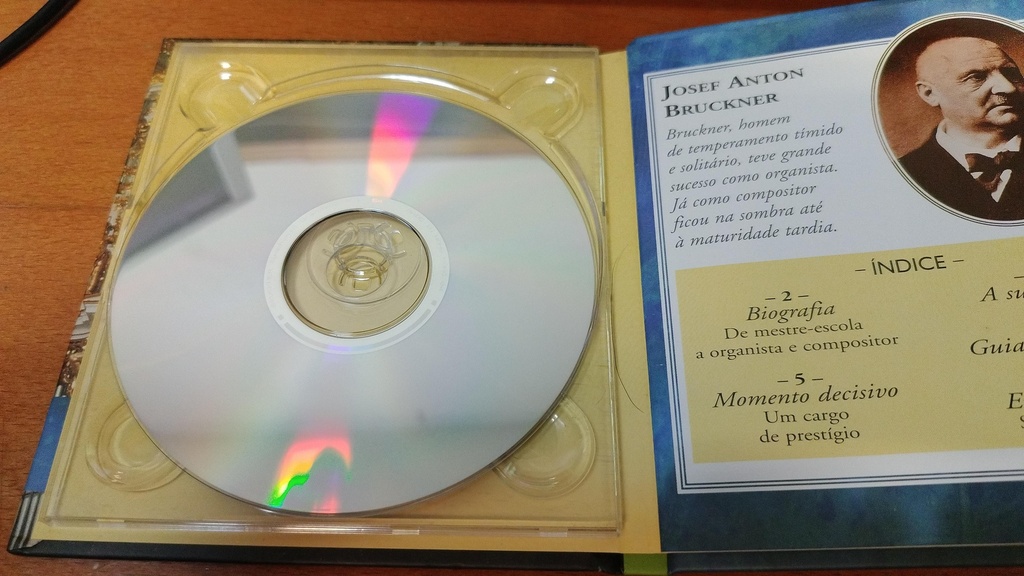 JOSEF ANTON
BRUCKNER
Bruckner, homem
de temperamento tímido
e solitário, teve grande
sucesso como organista.
Já como compositor
ficou na sombra até
à maturidade tardia.
– ÍNDICE –
– 2 –
Biografia
De mestre-escola
a organista e compositor
– 5 –
Momento decisivo
Um cargo
de prestígio
A su
Guia
E